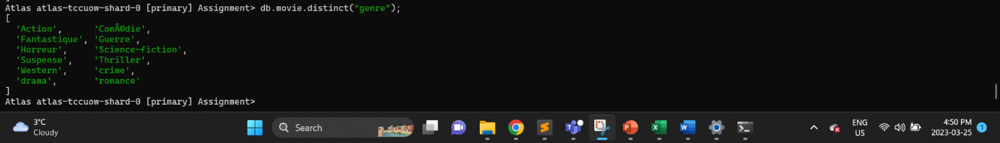 Atlas atlas-tccuow-shard-0 [primary] Assignment> db.movie.distinct("genre");
[
  'Action',      'ComÃ©die',
  'Fantastique', 'Guerre',
  'Horreur',     'Science-fiction',
  'Suspense',    'Thriller',
  'Western',     'crime',
  'drama',       'romance'
]
Atlas atlas-tccuow-shard-0 [primary] Assignment>
3°C
Cloudy
Search
ENG
US
4:50 PM
2023-03-25
1